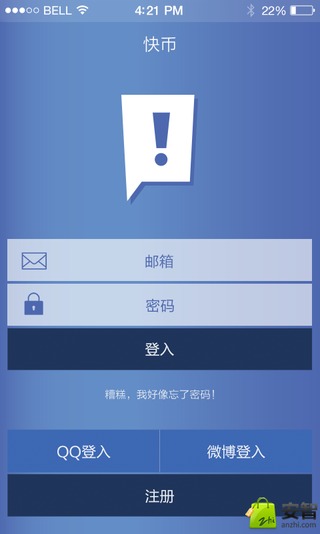 BELL 4:21 PM 22%
快币
!
邮箱
密码
登入
糟糕，我好像忘了密码！
QQ登入 微博登入
注册
zhi 安智
anzhi.com